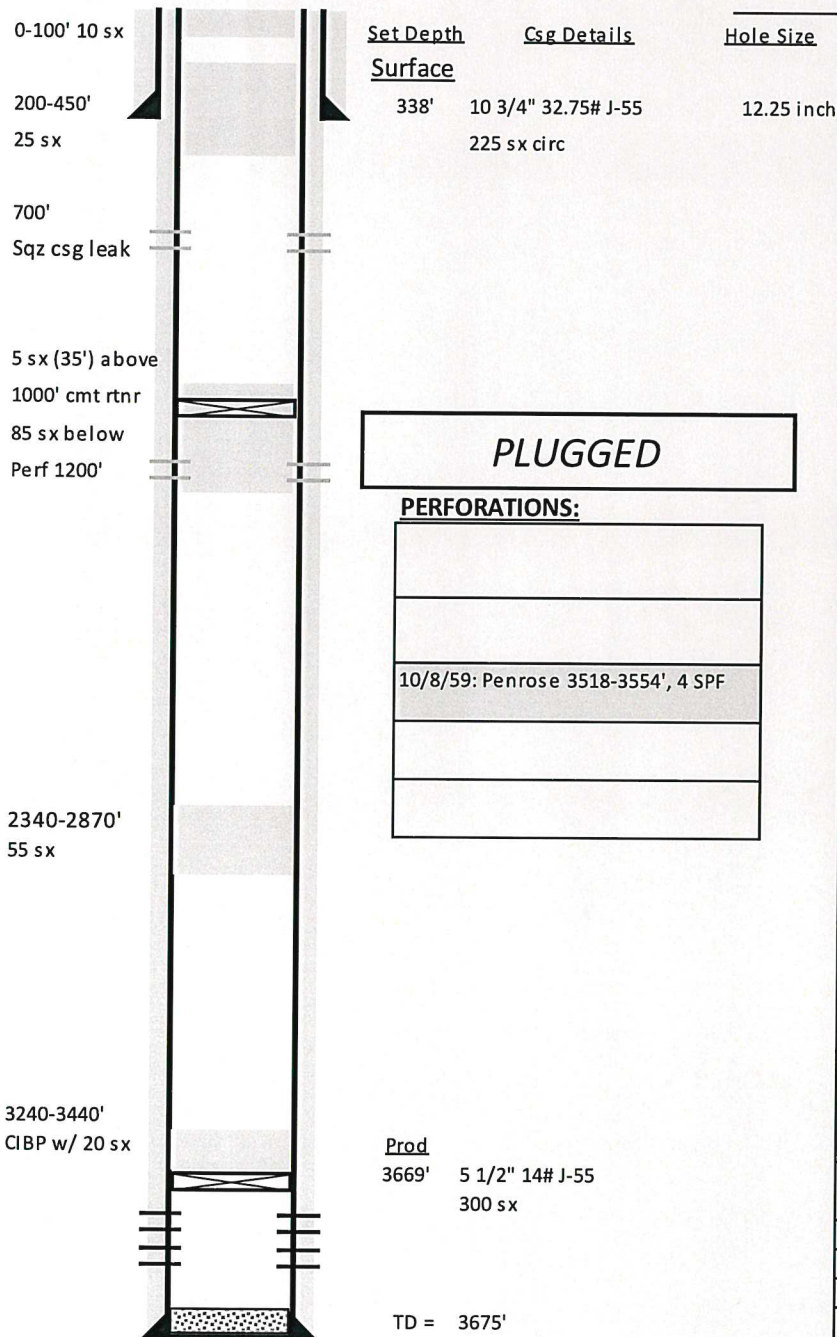 0-100' 10 sx
Set Depth Csg Details Hole Size
Surface
200-450' 338' 10 3/4" 32.75# J-55 12.25 inch
25 sx 225 sx circ
700'
Sqz csg leak
5 sx (35') above
1000' cmt rtnr
85 sx below
Perf 1200'
PLUGGED
PERFORATIONS:
10/8/59: Penrose 3518-3554', 4 SPF
2340-2870'
55 sx
3240-3440'
CIBP w/ 20 sx
Prod
3669' 5 1/2" 14# J-55
300 sx
TD = 3675'